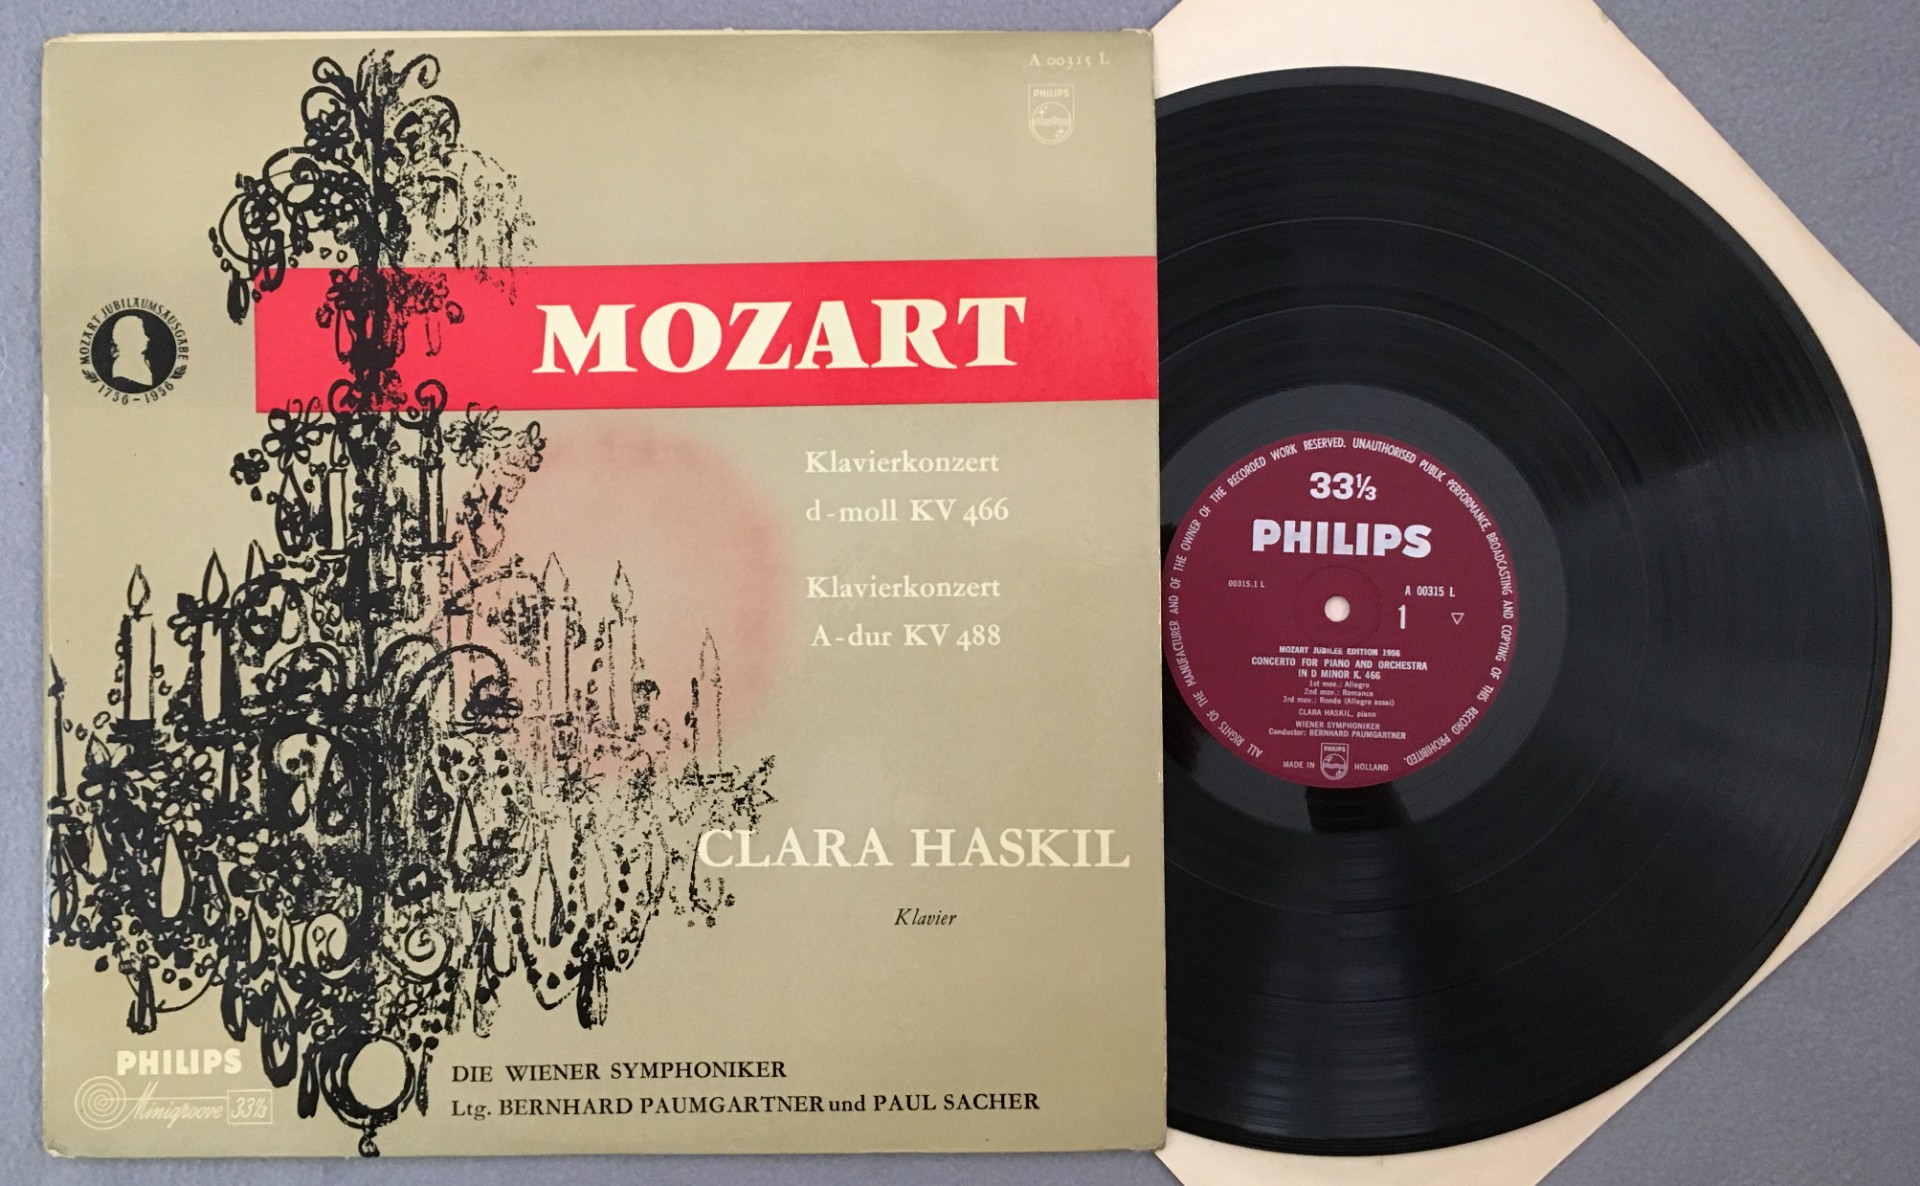 A 00315 L
PHILIPS
MOZART
MOZART JUBILÄUMSAUSGABE
1756-1956
Klavierkonzert
d-moll KV 466
Klavierkonzert
A-dur KV 488
CLARA HASKIL
Klavier
DIE WIENER SYMPHONIKER
Ltg. BERNHARD PAUMGARTNER und PAUL SACHER
PHILIPS
Minigroove 33⅓
ALL RIGHTS OF THE MANUFACTURER AND OF THE OWNER OF THE RECORDED WORK RESERVED. UNAUTHORISED PUBLIC PERFORMANCE, BROADCASTING AND COPYING OF THIS RECORD PROHIBITED.
33⅓
PHILIPS
00315.1 L
A 00315 L
1
MOZART JUBILEE EDITION 1956
CONCERTO FOR PIANO AND ORCHESTRA
IN D MINOR K. 466
1st mov.: Allegro
2nd mov.: Romance
3rd mov.: Rondo (Allegro assai)
CLARA HASKIL, piano
WIENER SYMPHONIKER
Conductor: BERNHARD PAUMGARTNER
PHILIPS
MADE IN HOLLAND